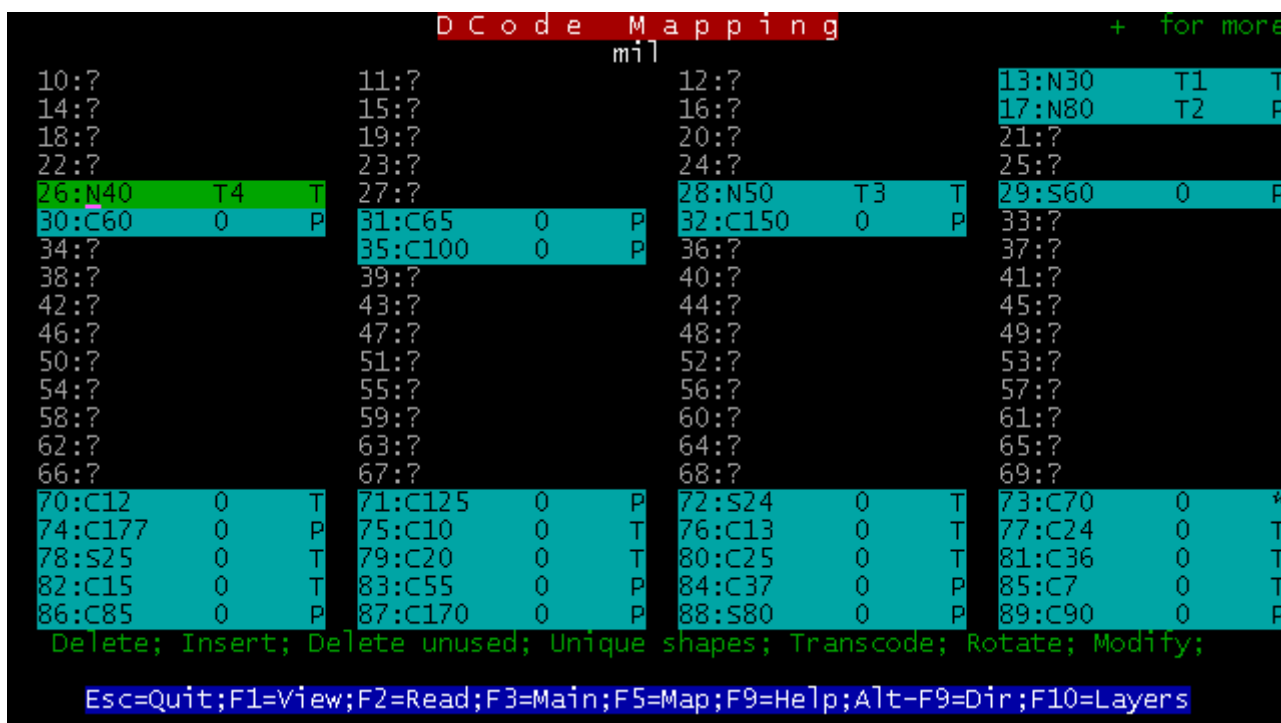 D C o d e M a p p i n g + for more
mil
10:? 11:? 12:? 13:N30 T1 T
14:? 15:? 16:? 17:N80 T2 P
18:? 19:? 20:? 21:?
22:? 23:? 24:? 25:?
26:N40 T4 T 27:? 28:N50 T3 T 29:S60 0 P
30:C60 0 P 31:C65 0 P 32:C150 0 P 33:?
34:? 35:C100 0 P 36:? 37:?
38:? 39:? 40:? 41:?
42:? 43:? 44:? 45:?
46:? 47:? 48:? 49:?
50:? 51:? 52:? 53:?
54:? 55:? 56:? 57:?
58:? 59:? 60:? 61:?
62:? 63:? 64:? 65:?
66:? 67:? 68:? 69:?
70:C12 0 T 71:C125 0 P 72:S24 0 T 73:C70 0
74:C177 0 P 75:C10 0 T 76:C13 0 T 77:C24 0 T
78:S25 0 T 79:C20 0 T 80:C25 0 T 81:C36 0 T
82:C15 0 T 83:C55 0 P 84:C37 0 P 85:C7 0 T
86:C85 0 P 87:C170 0 P 88:S80 0 P 89:C90 0 P
Delete; Insert; Delete unused; Unique shapes; Transcode; Rotate; Modify;
Esc=Quit;F1=View;F2=Read;F3=Main;F5=Map;F9=Help;Alt-F9=Dir;F10=Layers